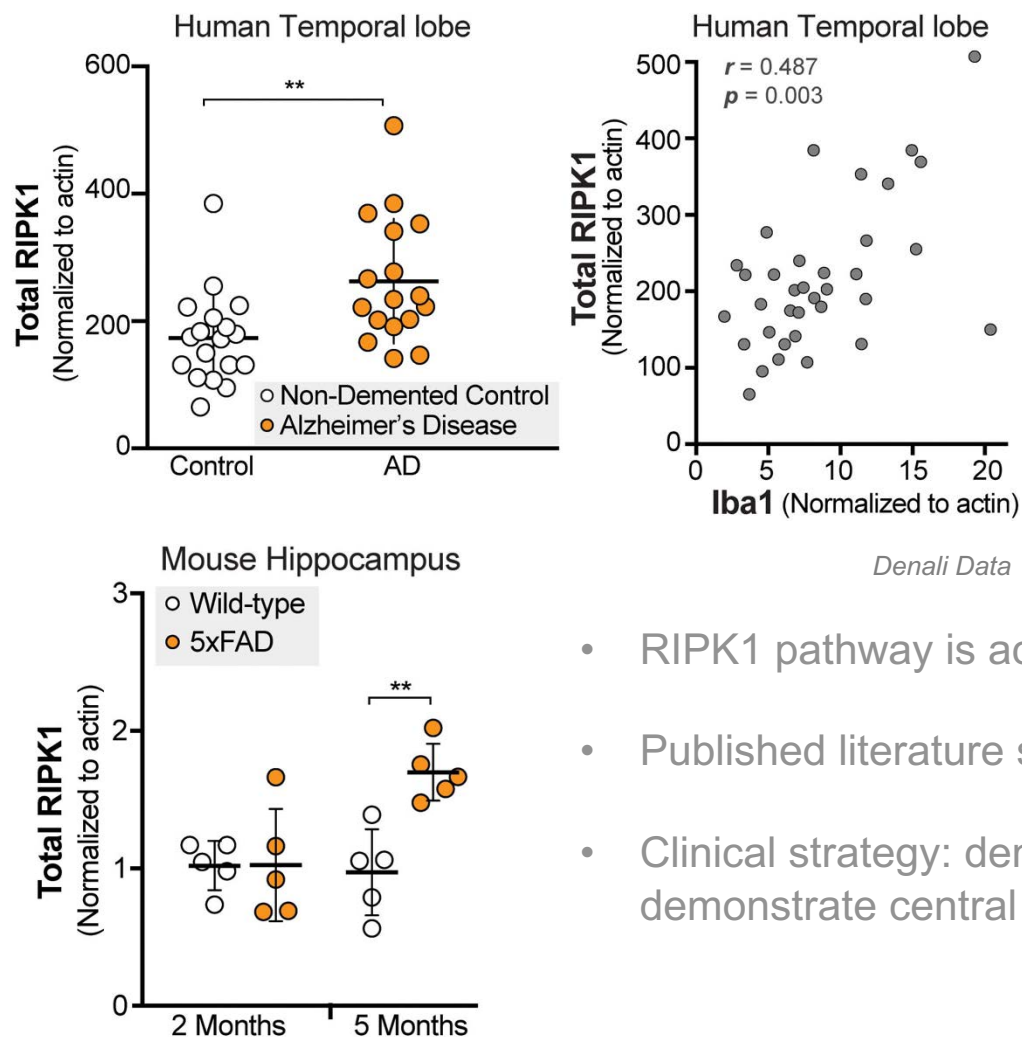 Human Temporal lobe
600
400
200
0
Total RIPK1
(Normalized to actin)
**
○ Non-Demented Control
● Alzheimer's Disease
Control
AD
Human Temporal lobe
r = 0.487
p = 0.003
500
400
300
200
100
0
Total RIPK1
(Normalized to actin)
0
5
10
15
20
Iba1 (Normalized to actin)
Denali Data
Mouse Hippocampus
○ Wild-type
● 5xFAD
3
2
1
0
Total RIPK1
(Normalized to actin)
**
2 Months
5 Months
• RIPK1 pathway is
• Published literature
• Clinical strategy:
demonstrate central